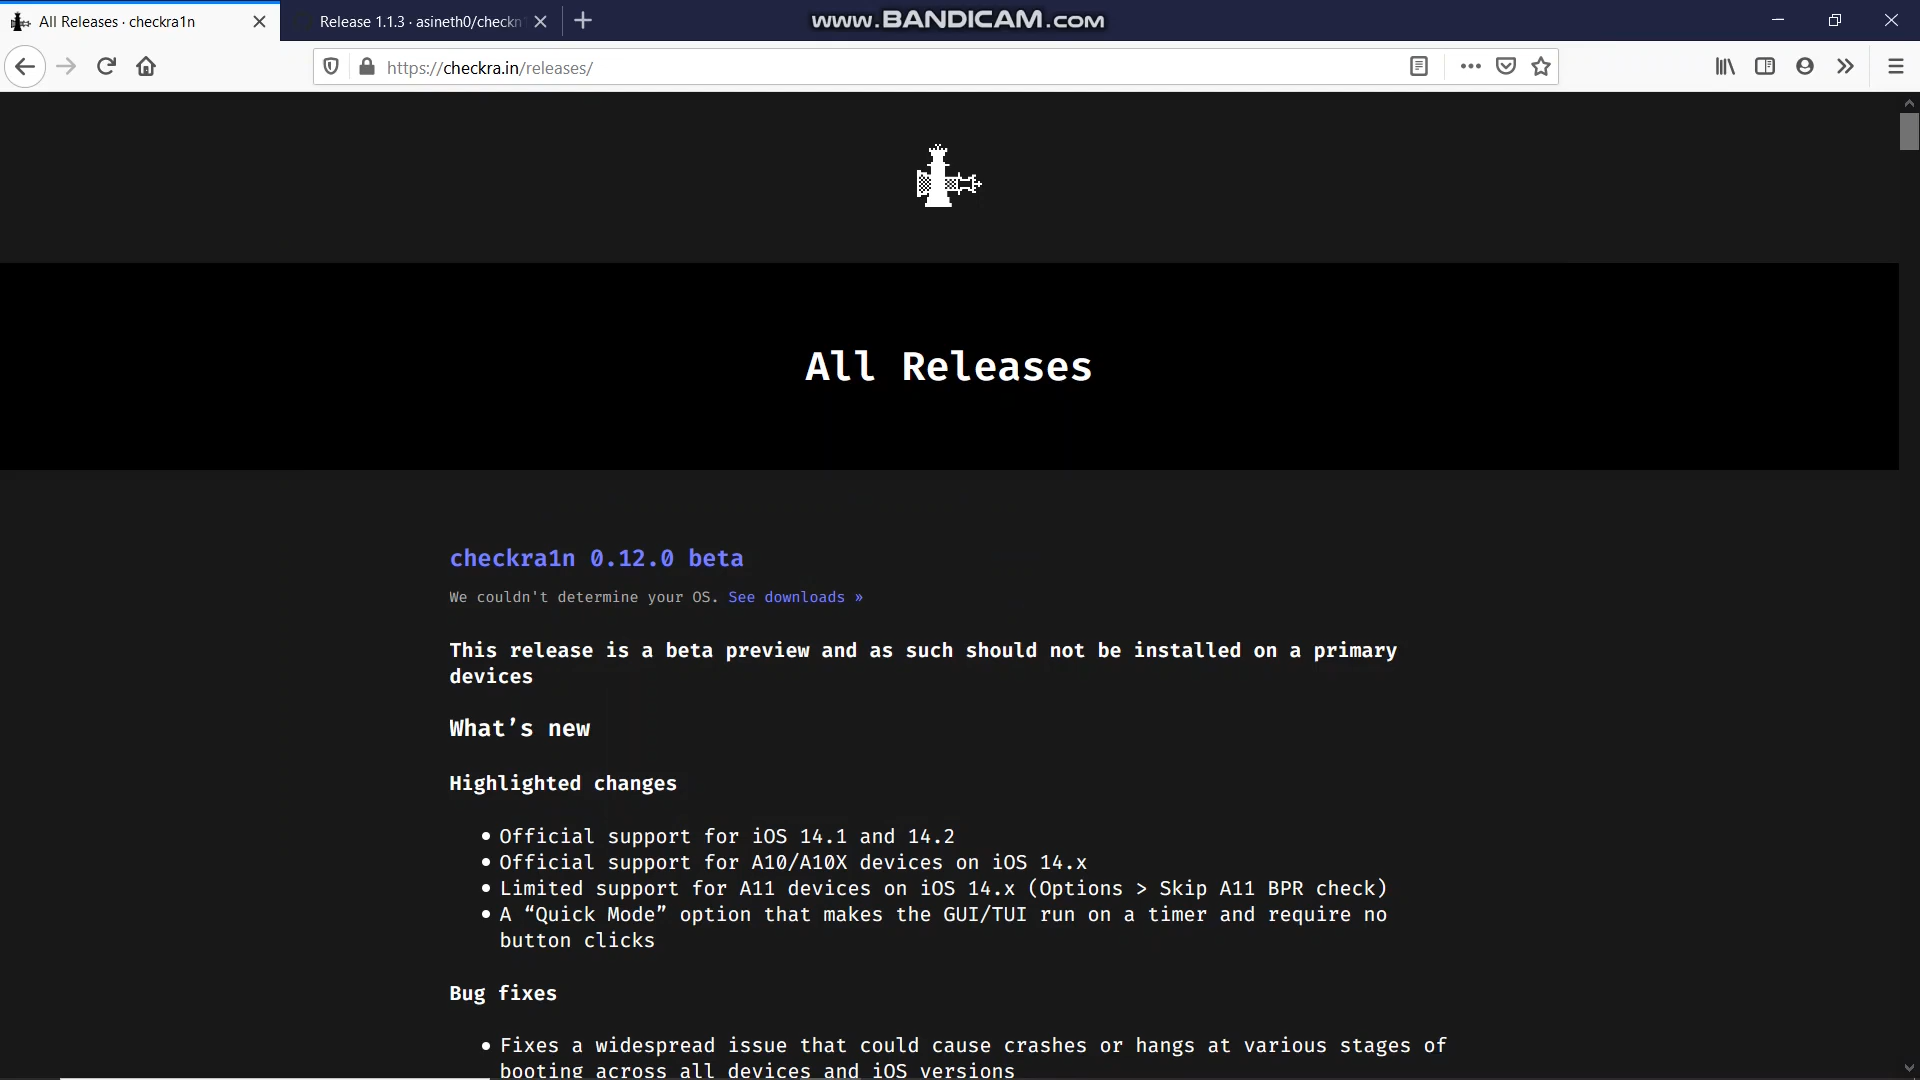 All Releases · checkra1n
Release 1.1.3 · asineth0/checkn
www.BANDICAM.com
https://checkra.in/releases/
All Releases
checkra1n 0.12.0 beta
We couldn't determine your OS. See downloads »
This release is a beta preview and as such should not be installed on a primary
devices
What’s new
Highlighted changes
• Official support for iOS 14.1 and 14.2
• Official support for A10/A10X devices on iOS 14.x
• Limited support for A11 devices on iOS 14.x (Options > Skip A11 BPR check)
• A “Quick Mode” option that makes the GUI/TUI run on a timer and require no
button clicks
Bug fixes
• Fixes a widespread issue that could cause crashes or hangs at various stages of
booting across all devices and iOS versions